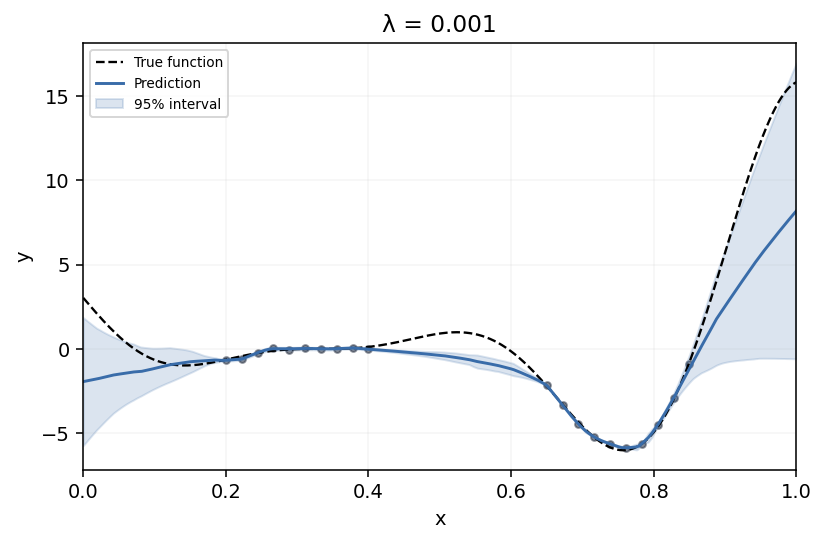 λ = 0.001
True function
Prediction
95% interval
y
15
10
5
0
−5
0.0 0.2 0.4 0.6 0.8 1.0
x